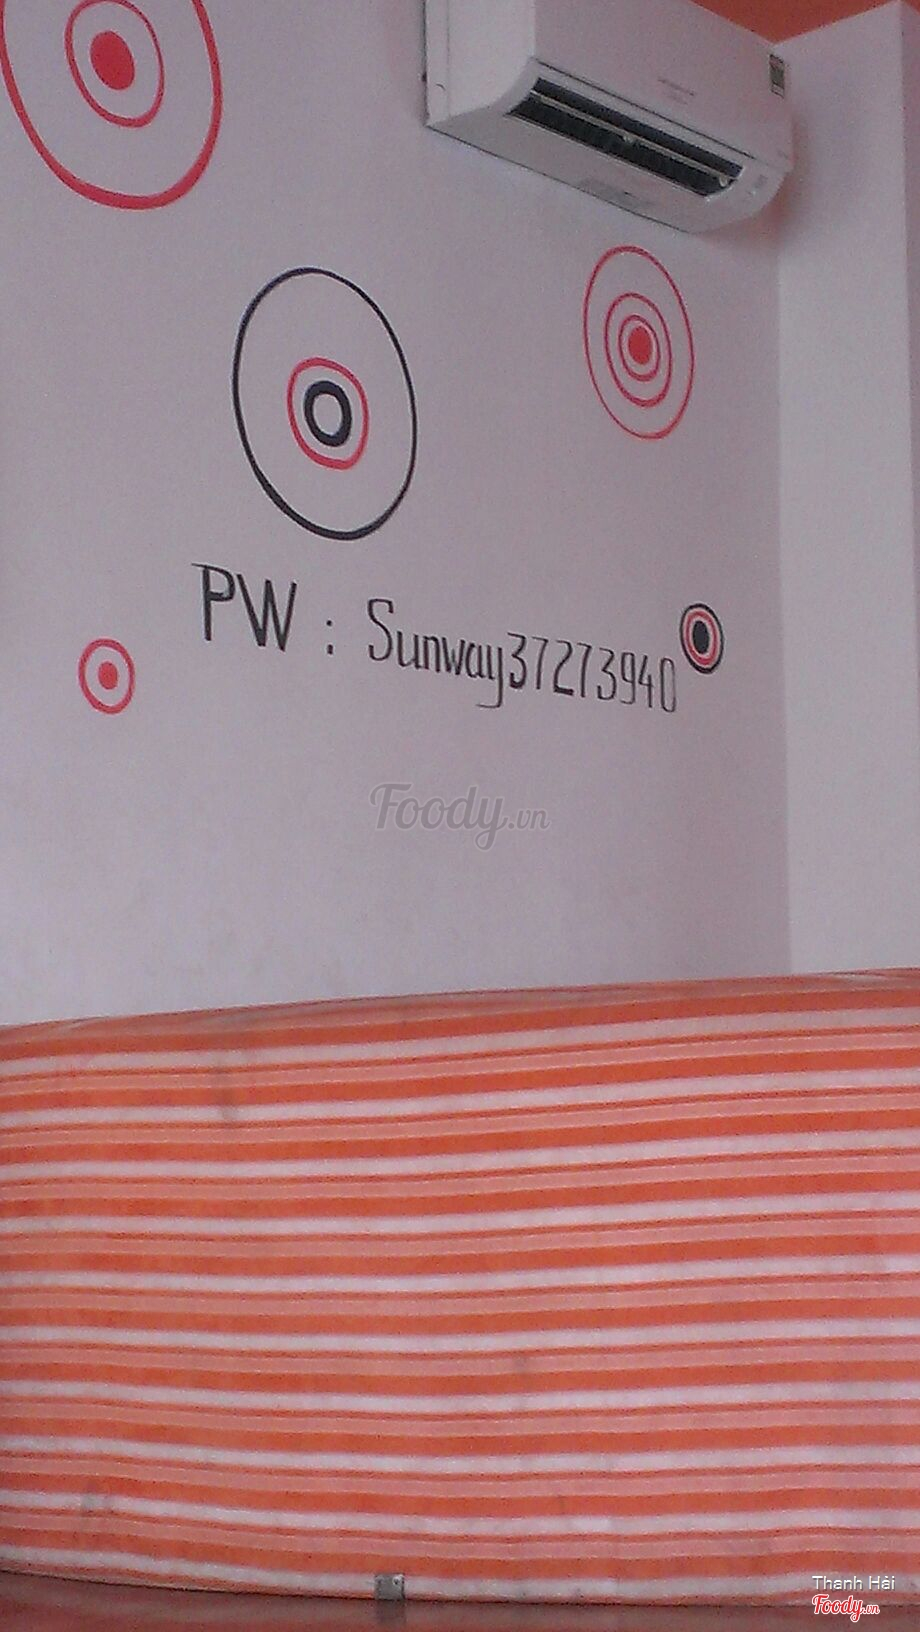 PW : Sunway37273940
Foody.vn
Thanh Hải
Foody.vn